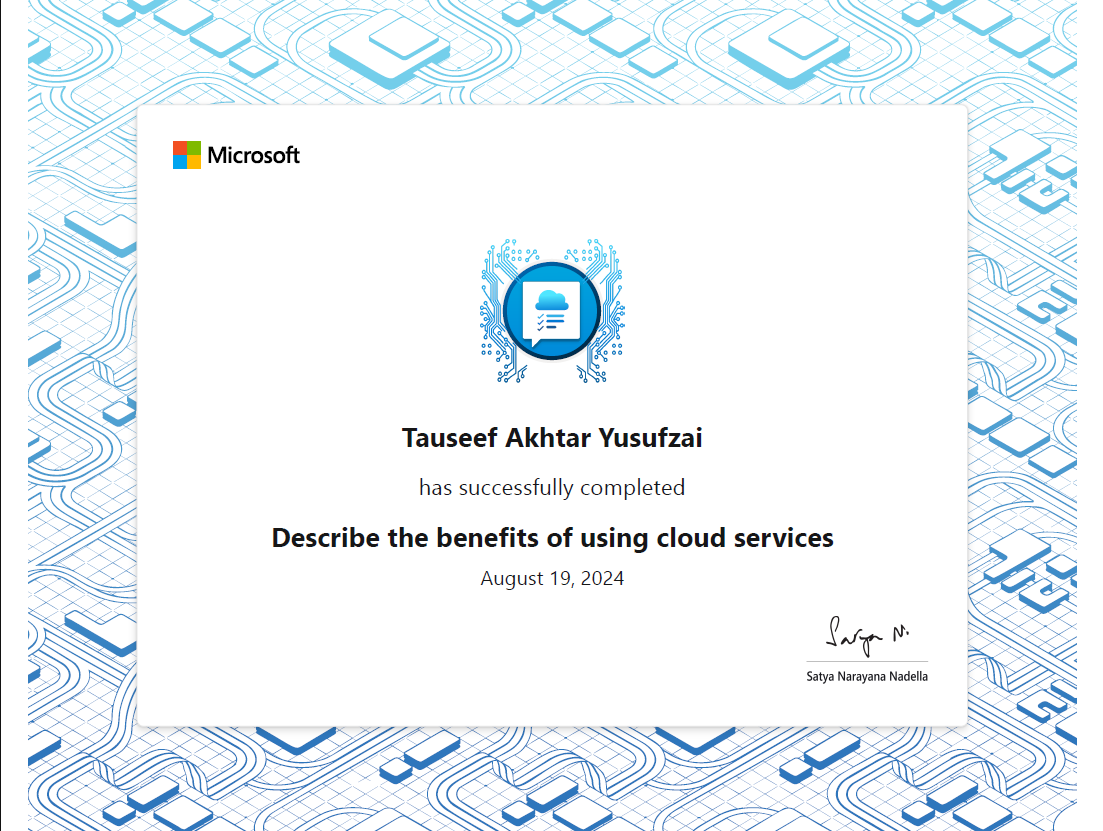 Microsoft
Tauseef Akhtar Yusufzai
has successfully completed
Describe the benefits of using cloud services
August 19, 2024
Satya N.
Satya Narayana Nadella